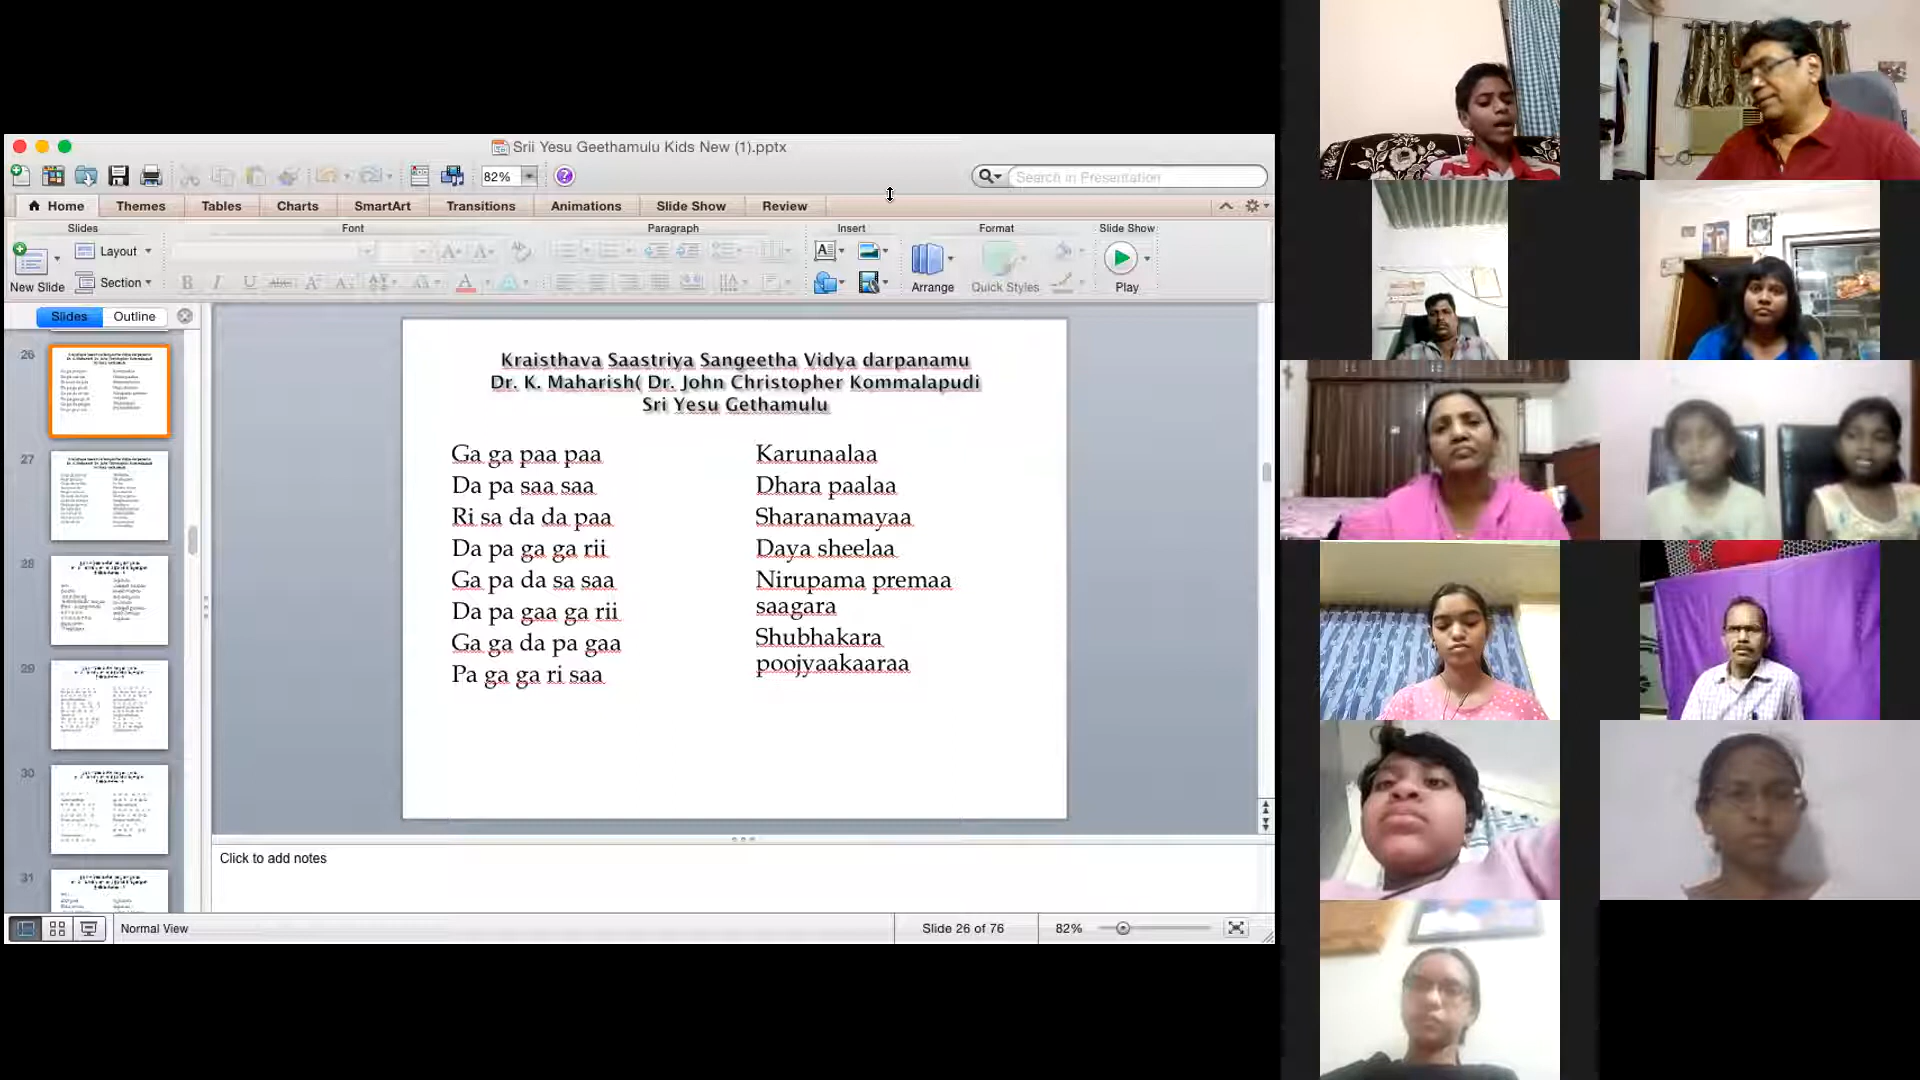 Srii Yesu Geethamulu Kids New (1).pptx
82%
Search in Presentation
Home
Themes
Tables
Charts
SmartArt
Transitions
Animations
Slide Show
Review
Slides
Font
Paragraph
Insert
Format
Slide Show
Layout
New Slide
Section
Arrange
Quick Styles
Play
Slides
Outline
26
27
28
29
30
31
Kraisthava Saastriya Sangeetha Vidya darpanamu
Dr. K. Maharish( Dr. John Christopher Kommalapudi
Sri Yesu Gethamulu
Ga ga paa paa
Da pa saa saa
Ri sa da da paa
Da pa ga ga rii
Ga pa da sa saa
Da pa gaa ga rii
Ga ga da pa gaa
Pa ga ga ri saa
Karunaalaa
Dhara paalaa
Sharanamayaa
Daya sheelaa
Nirupama premaa
saagara
Shubhakara
poojyaakaaraa
Click to add notes
Normal View
Slide 26 of 76
82%